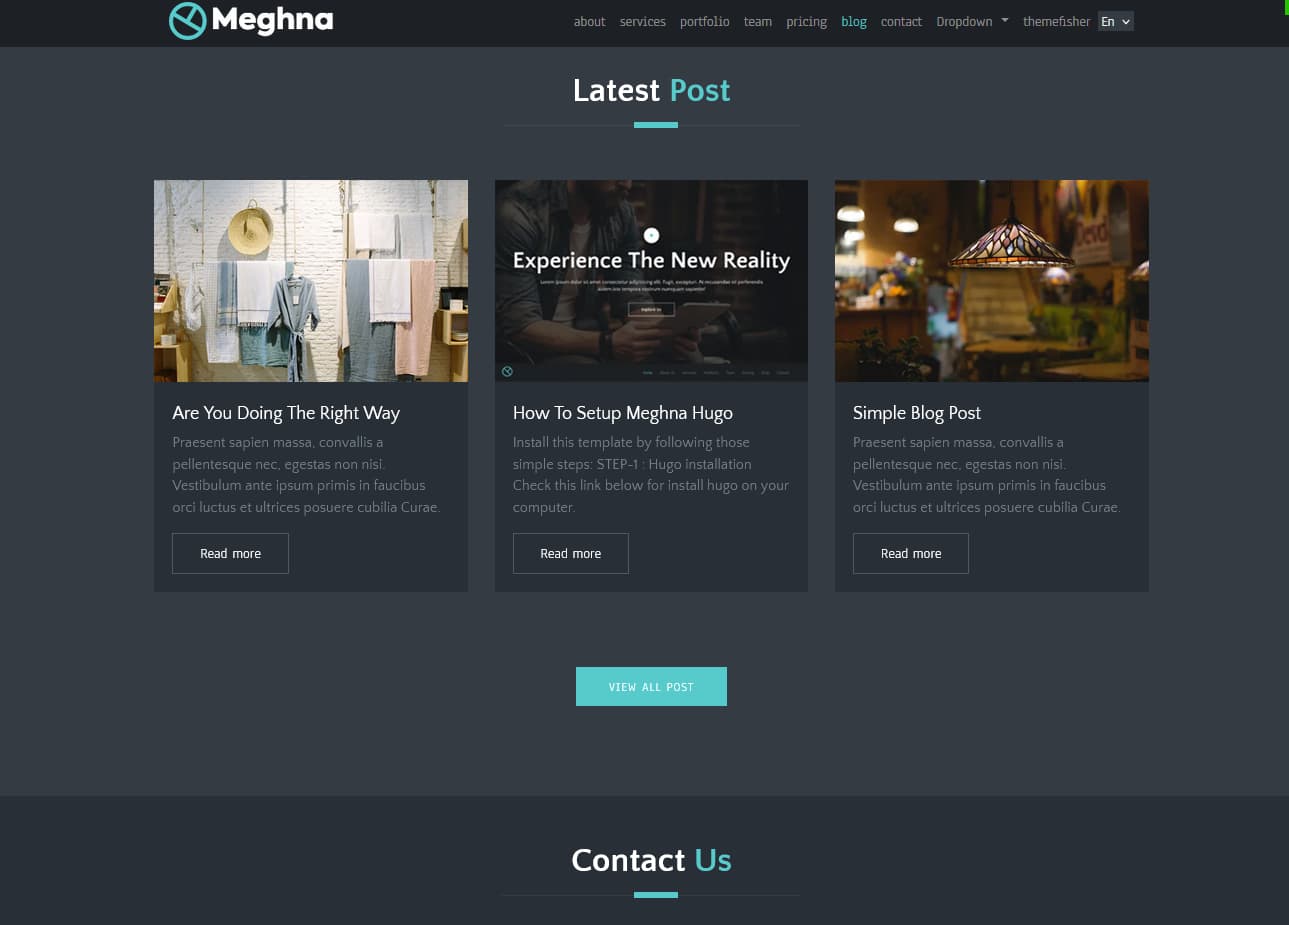 Meghna
about services portfolio team pricing blog contact Dropdown themefisher En
Latest Post
Experience The New Reality
Explore Us
Are You Doing The Right Way
Praesent sapien massa, convallis a
pellentesque nec, egestas non nisi.
Vestibulum ante ipsum primis in faucibus
orci luctus et ultrices posuere cubilia Curae.
Read more
How To Setup Meghna Hugo
Install this template by following those
simple steps: STEP-1 : Hugo installation
Check this link below for install hugo on your
computer.
Read more
Simple Blog Post
Praesent sapien massa, convallis a
pellentesque nec, egestas non nisi.
Vestibulum ante ipsum primis in faucibus
orci luctus et ultrices posuere cubilia Curae.
Read more
VIEW ALL POST
Contact Us